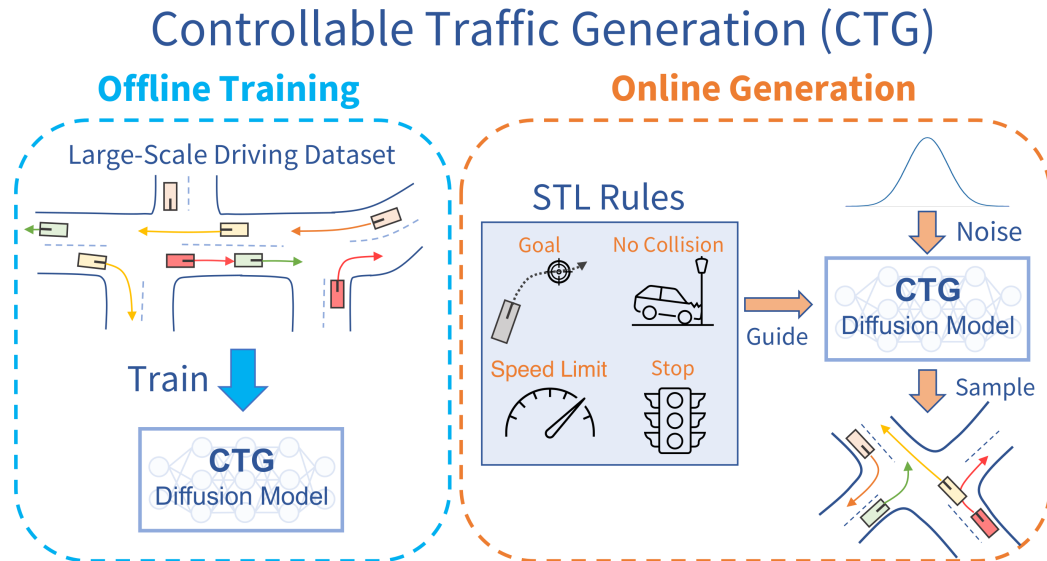 Controllable Traffic Generation (CTG)
Offline Training
Large-Scale Driving Dataset
Train
CTG
Diffusion Model
Online Generation
STL Rules
Goal
No Collision
Speed Limit
Stop
Guide
Noise
CTG
Diffusion Model
Sample